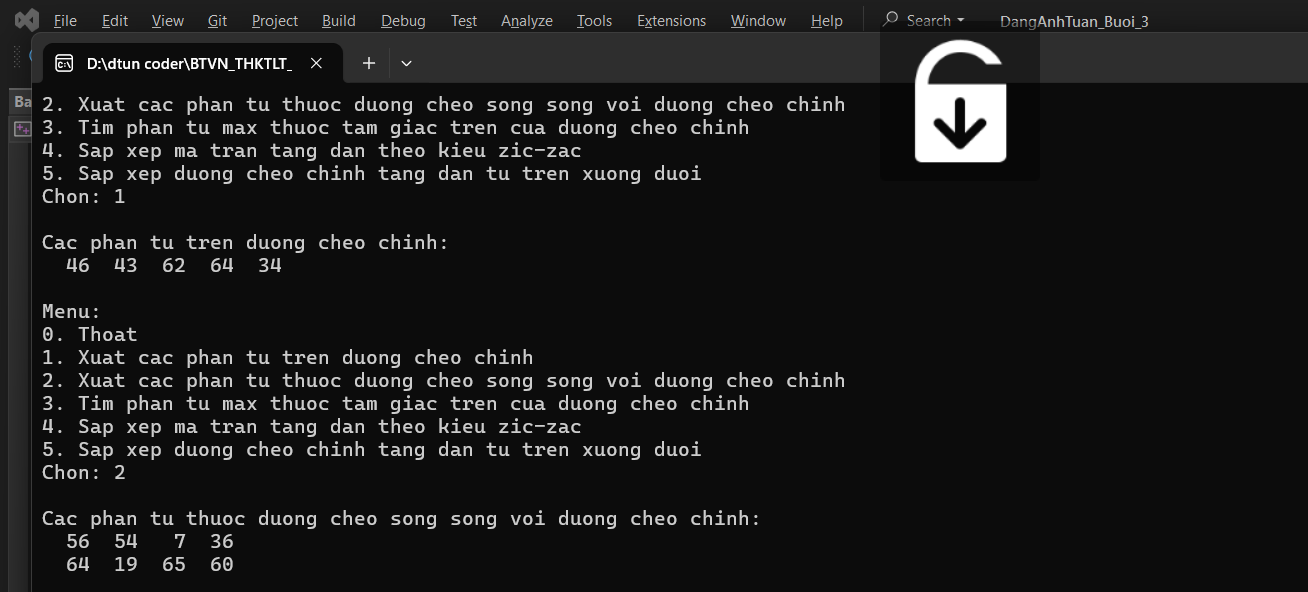 File Edit View Git Project Build Debug Test Analyze Tools Extensions Window Help Search DangAnhTuan_Buoi_3
D:\dtun coder\BTVN_THKTLT_
Ba
2. Xuat cac phan tu thuoc duong cheo song song voi duong cheo chinh
3. Tim phan tu max thuoc tam giac tren cua duong cheo chinh
4. Sap xep ma tran tang dan theo kieu zic-zac
5. Sap xep duong cheo chinh tang dan tu tren xuong duoi
Chon: 1
Cac phan tu tren duong cheo chinh:
46 43 62 64 34
Menu:
0. Thoat
1. Xuat cac phan tu tren duong cheo chinh
2. Xuat cac phan tu thuoc duong cheo song song voi duong cheo chinh
3. Tim phan tu max thuoc tam giac tren cua duong cheo chinh
4. Sap xep ma tran tang dan theo kieu zic-zac
5. Sap xep duong cheo chinh tang dan tu tren xuong duoi
Chon: 2
Cac phan tu thuoc duong cheo song song voi duong cheo chinh:
56 54 7 36
64 19 65 60